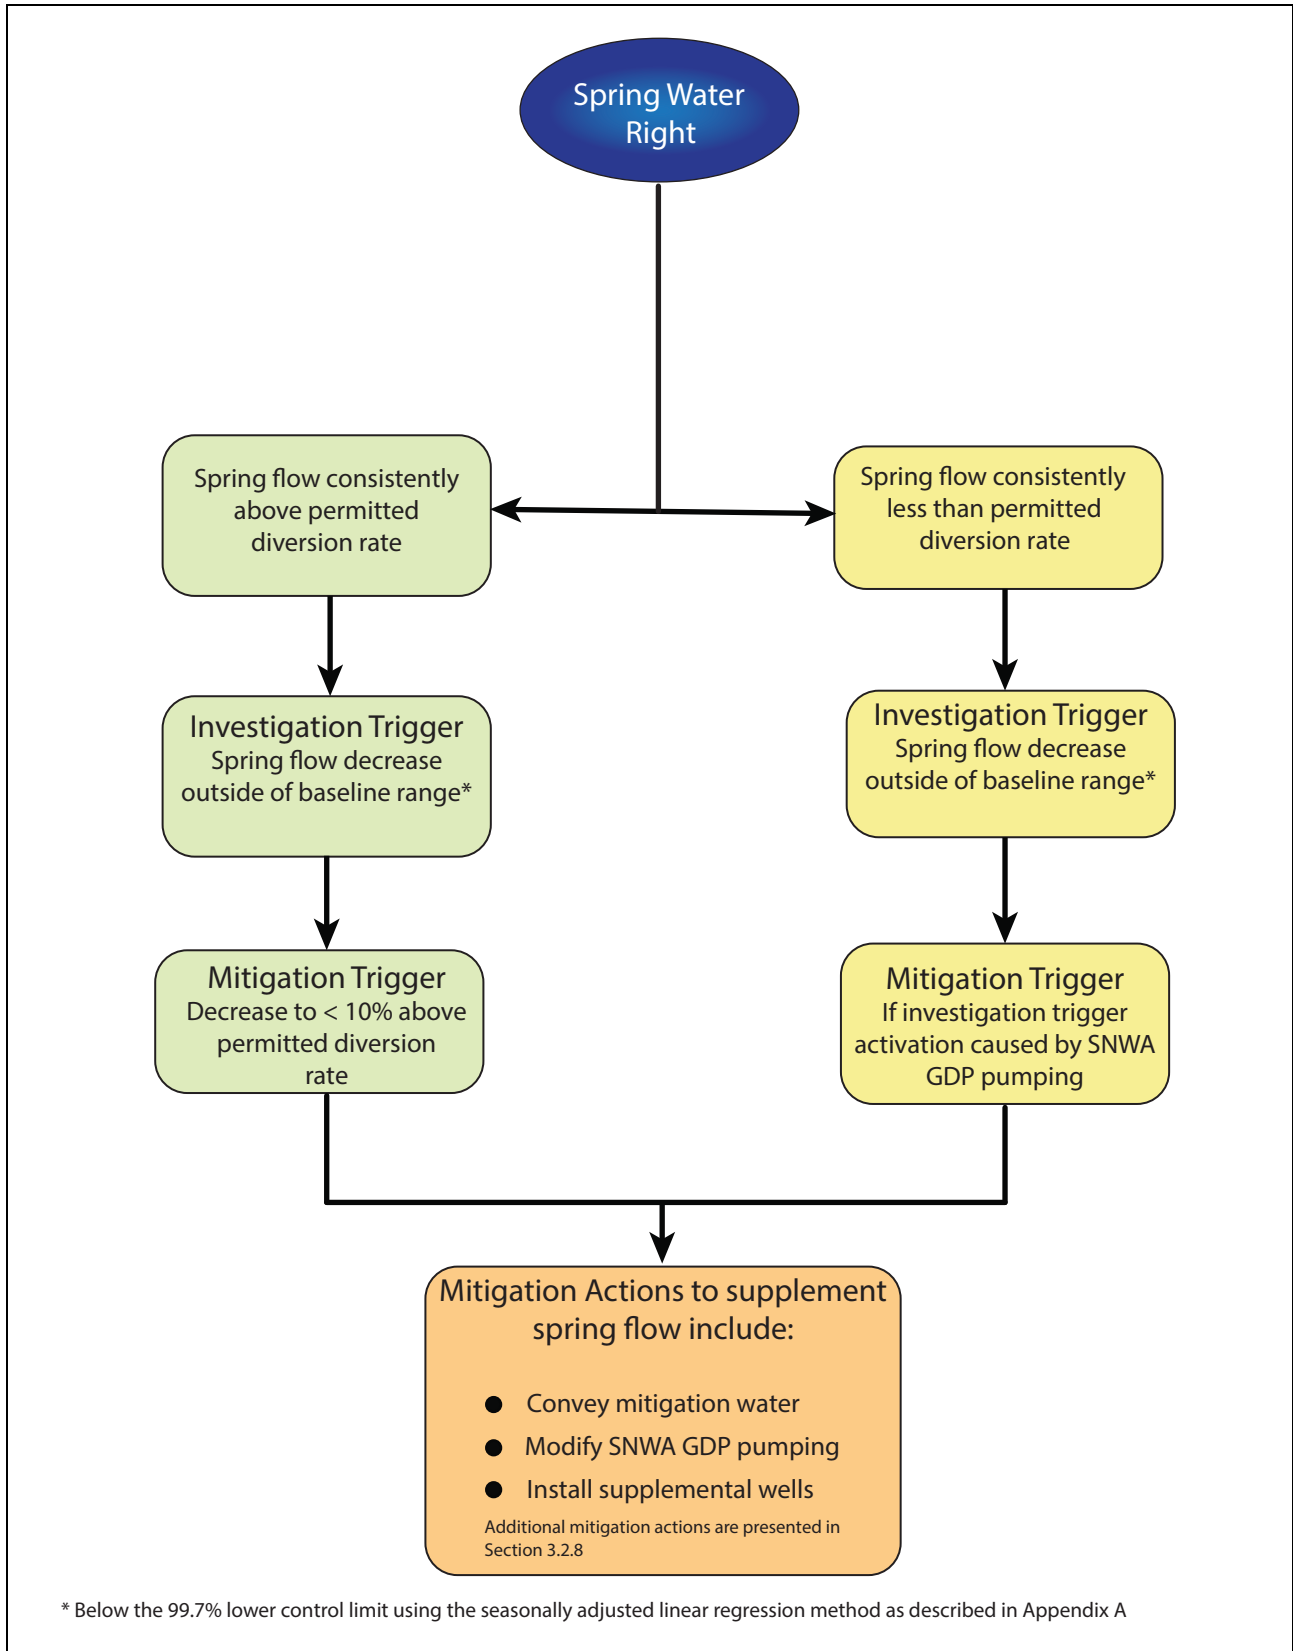 Spring Water
Right
Spring flow consistently
above permitted
diversion rate
Spring flow consistently
less than permitted
diversion rate
Investigation Trigger
Spring flow decrease
outside of baseline range*
Investigation Trigger
Spring flow decrease
outside of baseline range*
Mitigation Trigger
Decrease to < 10% above
permitted diversion
rate
Mitigation Trigger
If investigation trigger
activation caused by SNWA
GDP pumping
Mitigation Actions to supplement
spring flow include:
● Convey mitigation water
● Modify SNWA GDP pumping
● Install supplemental wells
Additional mitigation actions are presented in
Section 3.2.8
* Below the 99.7% lower control limit using the seasonally adjusted linear regression method as described in Appendix A